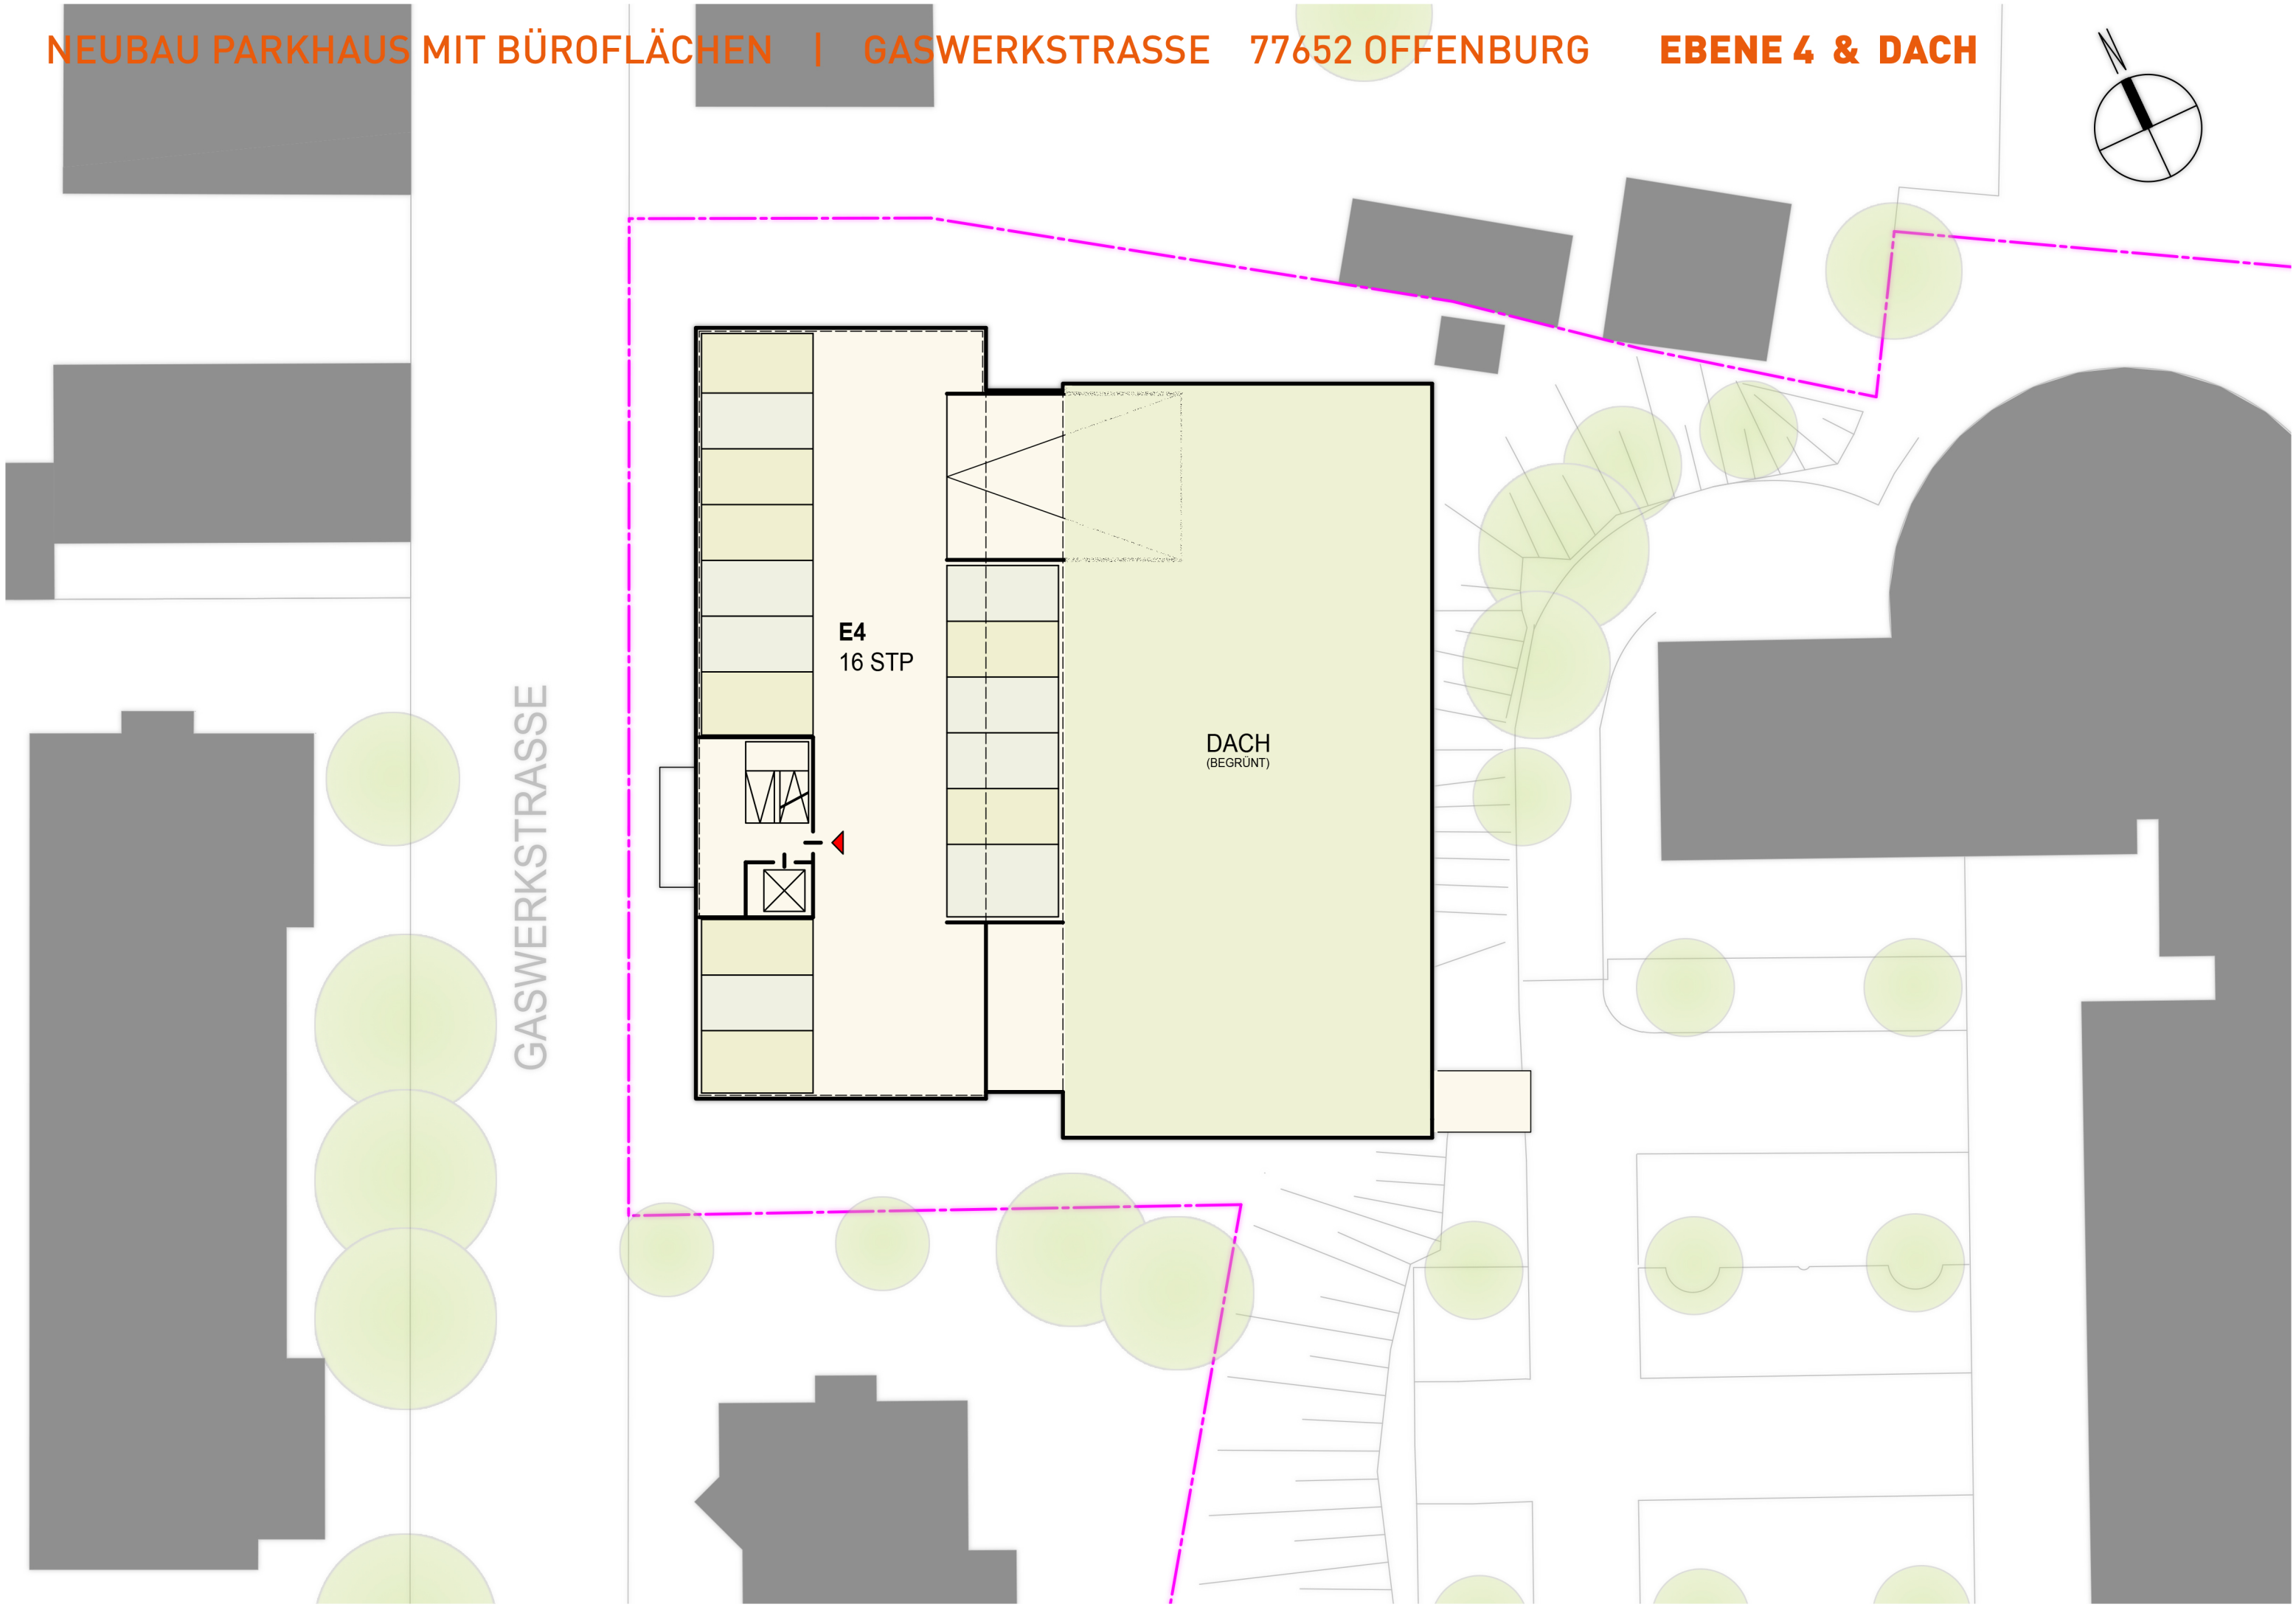 NEUBAU PARKHAUS MIT BÜROFLÄCHEN | GASWERKSTRASSE 77652 OFFENBURG EBENE 4 & DACH
E4
16 STP
GASWERKSTRASSE
DACH
(BEGRÜNT)